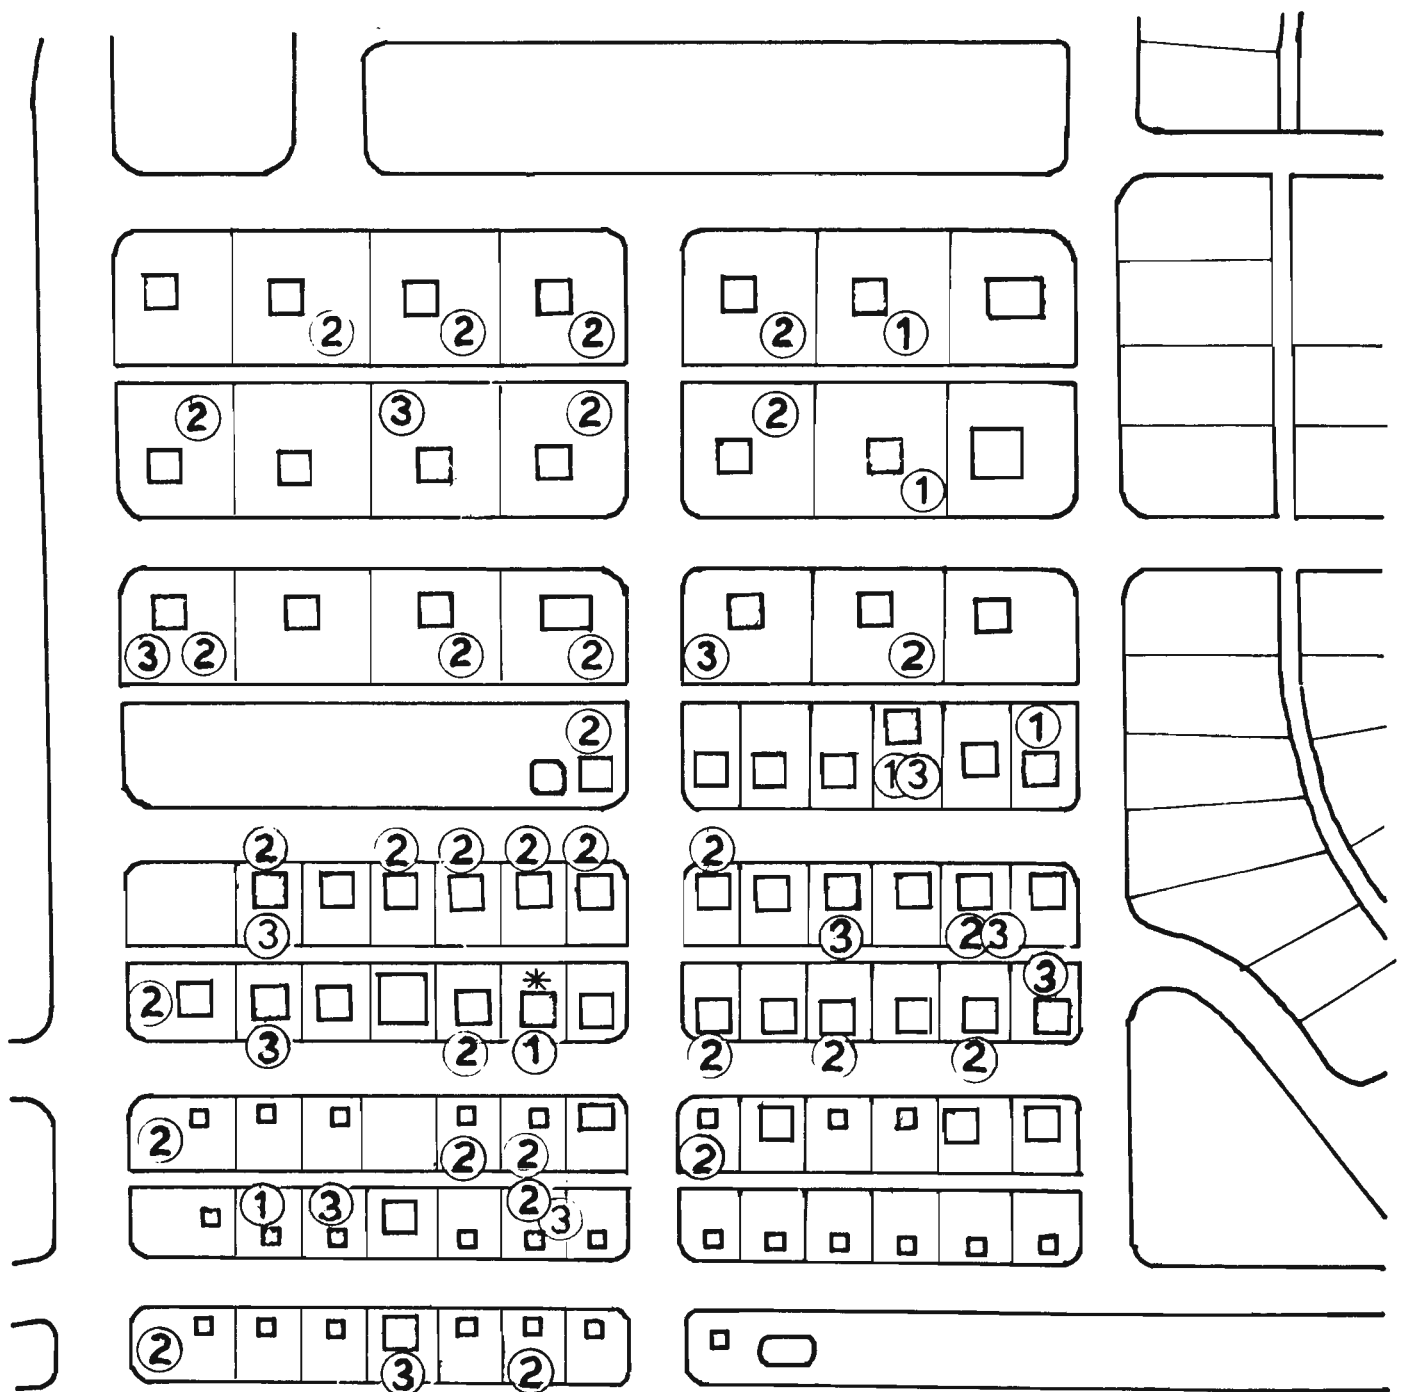 2 2 2 2 1
2 3 2 2 1
3 2 2 2 3 2
2 1
1 3
2 2 2 2 2 2
3 3 2 3
2 * 3
3 2 1 2 2 2
2 2 2 2
1 3 2 3
2 3 2